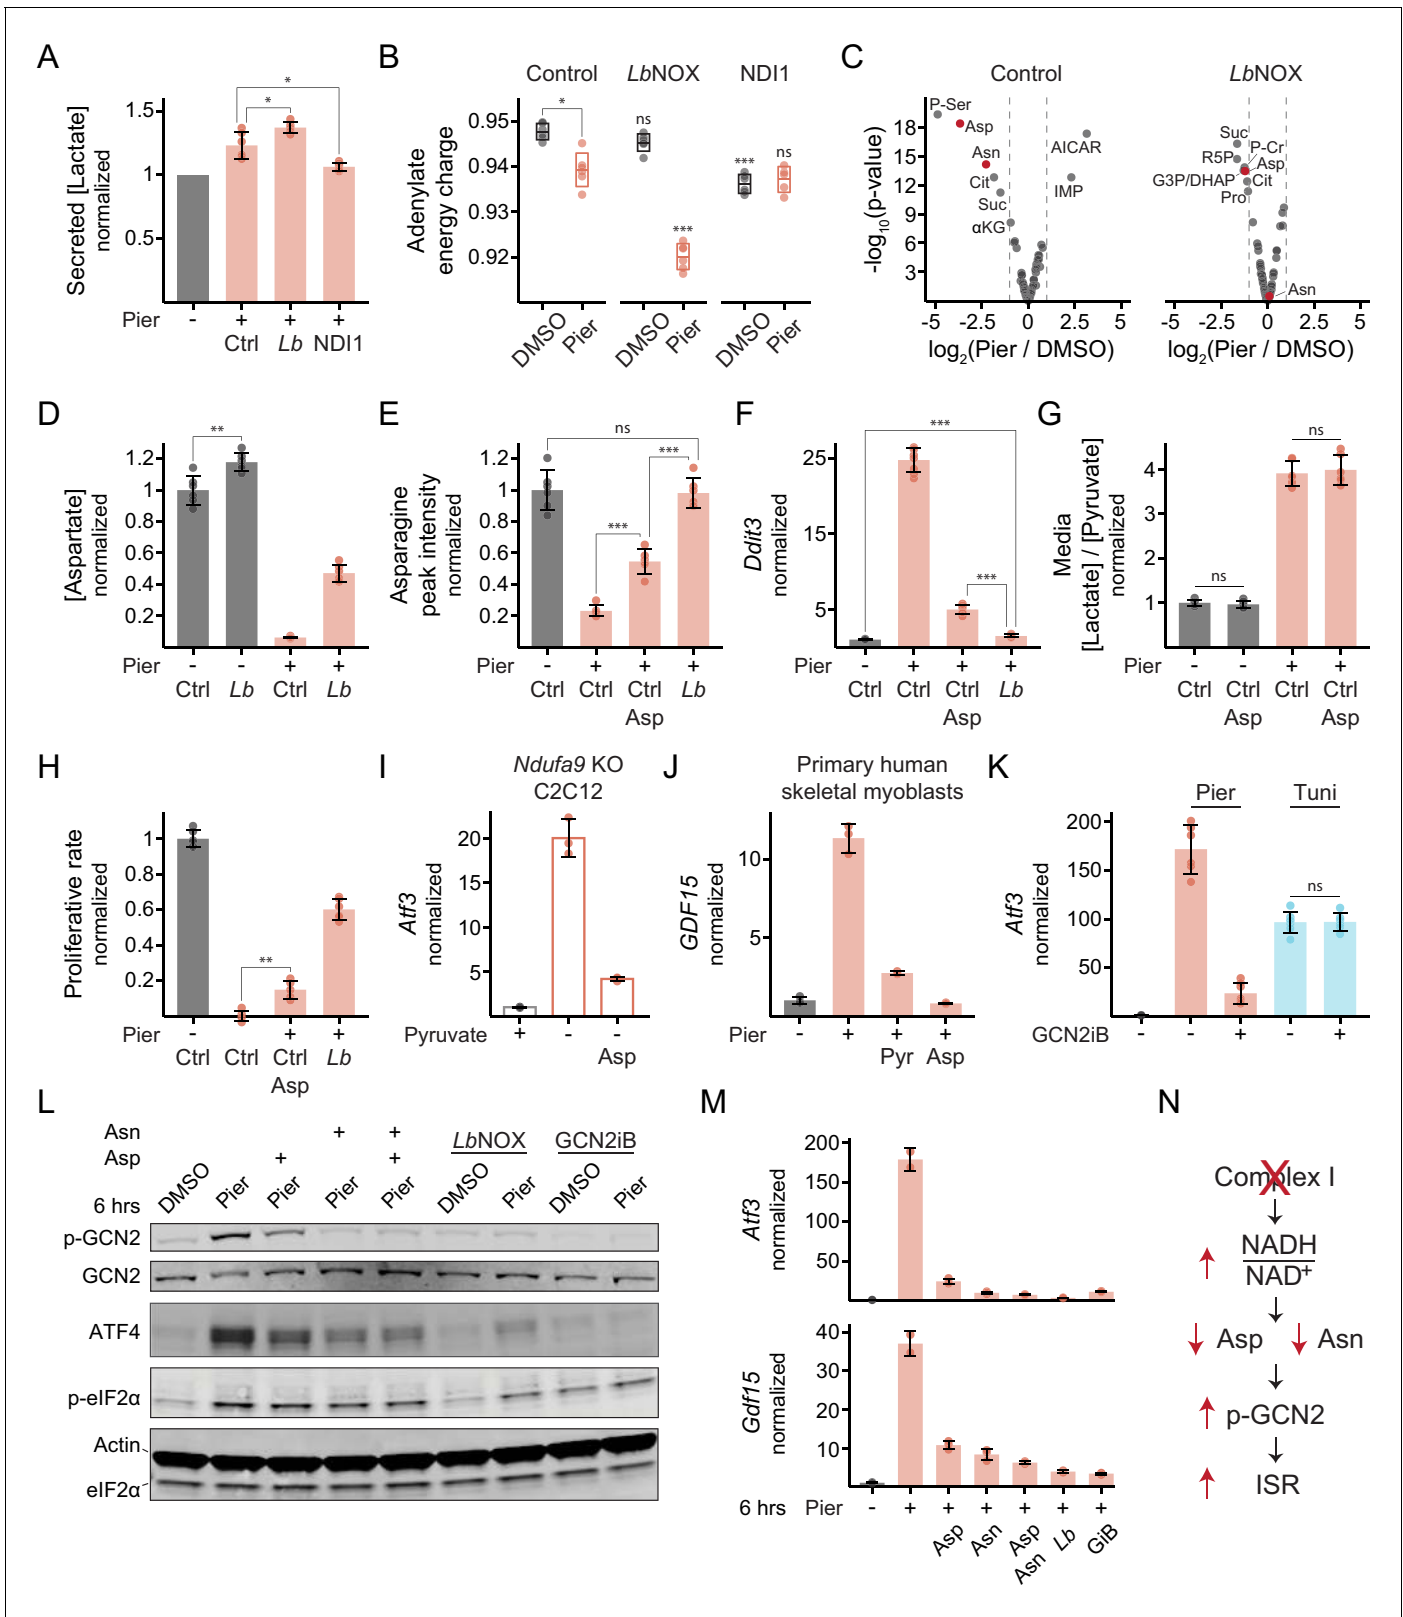 A
Secreted [Lactate]
normalized
1.5
1
0.5
*
*
Pier - + + +
Ctrl Lb NDI1
B
Control LbNOX NDI1
Adenylate
energy charge
0.95
0.94
0.93
0.92
* ns *** *** ns
DMSO Pier DMSO Pier DMSO Pier
C
Control LbNOX
-log10(p-value)
18
15
12
9
6
3
P-Ser
Asp
Asn
Cit
Suc
αKG
AICAR
IMP
Suc
P-Cr
R5P
Asp
G3P/DHAP
Cit
Pro
Asn
-5 -2.5 0 2.5 5
-5 -2.5 0 2.5 5
log2(Pier / DMSO) log2(Pier / DMSO)
D
[Aspartate]
normalized
1.2
1
0.8
0.6
0.4
0.2
**
Pier - - + +
Ctrl Lb Ctrl Lb
E
Asparagine
peak intensity
normalized
1.2
1
0.8
0.6
0.4
0.2
ns
***
***
Pier - + + +
Ctrl Ctrl Ctrl Lb
Asp
F
Ddit3
normalized
25
15
5
***
***
Pier - + + +
Ctrl Ctrl Ctrl Lb
Asp
G
Media
[Lactate] / [Pyruvate]
normalized
4
3
2
1
ns
ns
Pier - - + +
Ctrl Ctrl Ctrl Ctrl
Asp Asp
H
Proliferative rate
normalized
1
0.8
0.6
0.4
0.2
**
Pier - + + +
Ctrl Ctrl Ctrl Lb
Asp
I
Ndufa9 KO
C2C12
Atf3
normalized
20
15
10
5
Pyruvate + - -
Asp
J
Primary human
skeletal myoblasts
GDF15
normalized
10
5
Pier - + + +
Pyr Asp
K
Pier Tuni
Atf3
normalized
200
150
100
50
ns
GCN2iB - - + - +
L
Asn + +
Asp + +
LbNOX GCN2iB
6 hrs DMSO Pier Pier Pier Pier DMSO Pier DMSO Pier
p-GCN2
GCN2
ATF4
p-eIF2α
Actin
eIF2α
M
Atf3
normalized
200
150
100
50
Gdf15
normalized
40
30
20
10
6 hrs Pier - + + + + + +
Asp Asn Asp Lb GiB
Asn
N
Complex I
X
NADH
NAD+
Asp Asn
p-GCN2
ISR